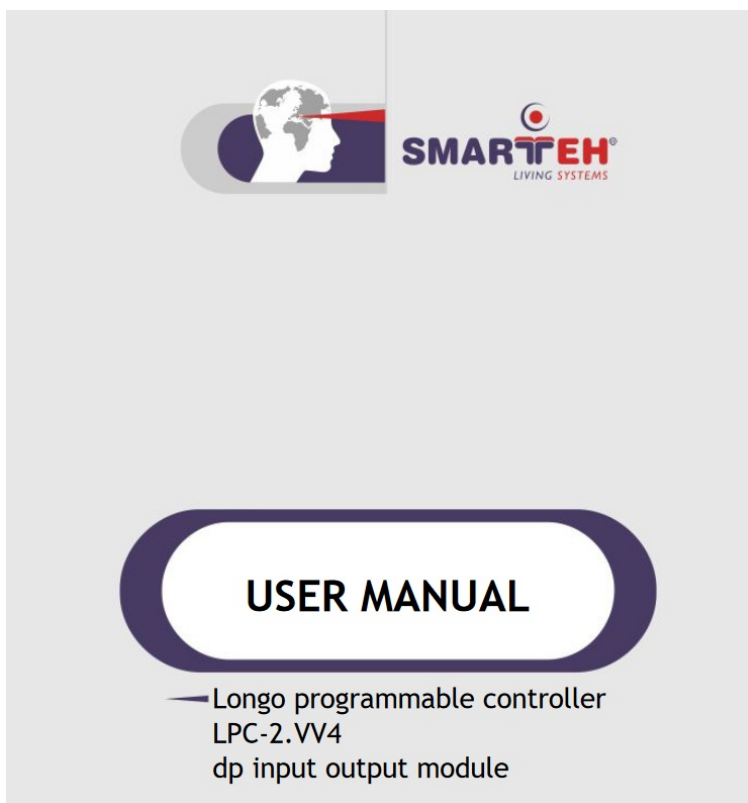 SMARTEH®
LIVING SYSTEMS
USER MANUAL
Longo programmable controller
LPC-2.VV4
dp input output module